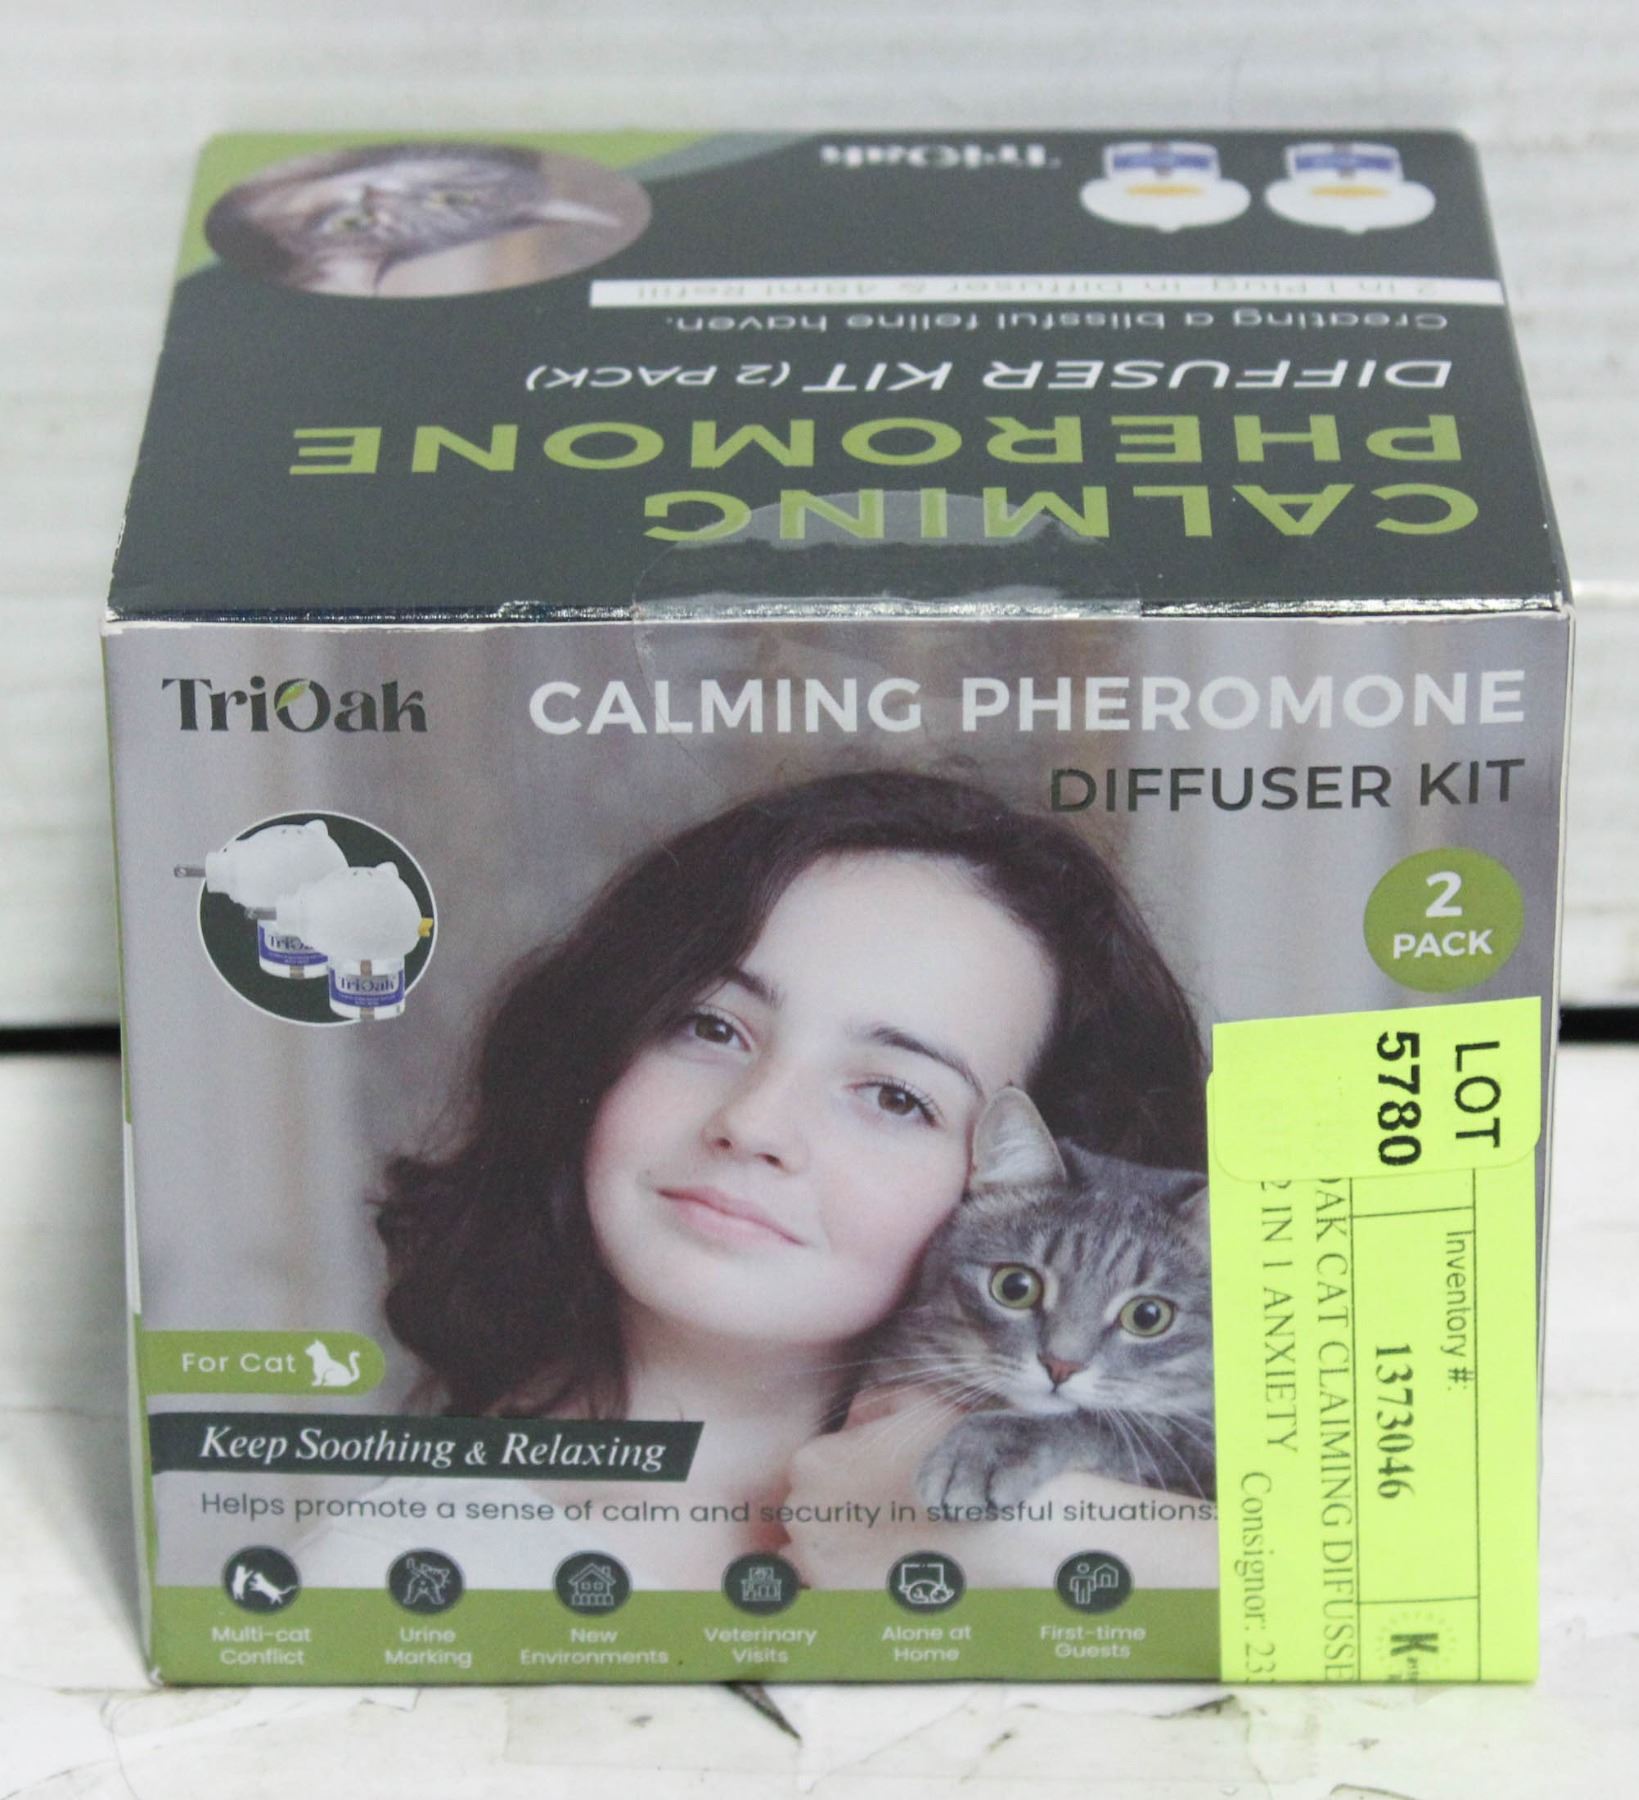 TriOak
2 in 1 Plug-in Diffuser & 48ml Refill
Creating a blissful feline haven.
DIFFUSER KIT (2 PACK)
PHEROMONE
CALMING
TriOak
CALMING PHEROMONE
DIFFUSER KIT
2
PACK
TriOak
LOT
5780
Inventory #:
1373046
OAK CAT CLAIMING DIFUSSE
2 IN 1 ANXIETY
Consignor: 23
K
For Cat
Keep Soothing & Relaxing
Helps promote a sense of calm and security in stressful situations:
Multi-cat
Conflict
Urine
Marking
New
Environments
Veterinary
Visits
Alone at
Home
First-time
Guests